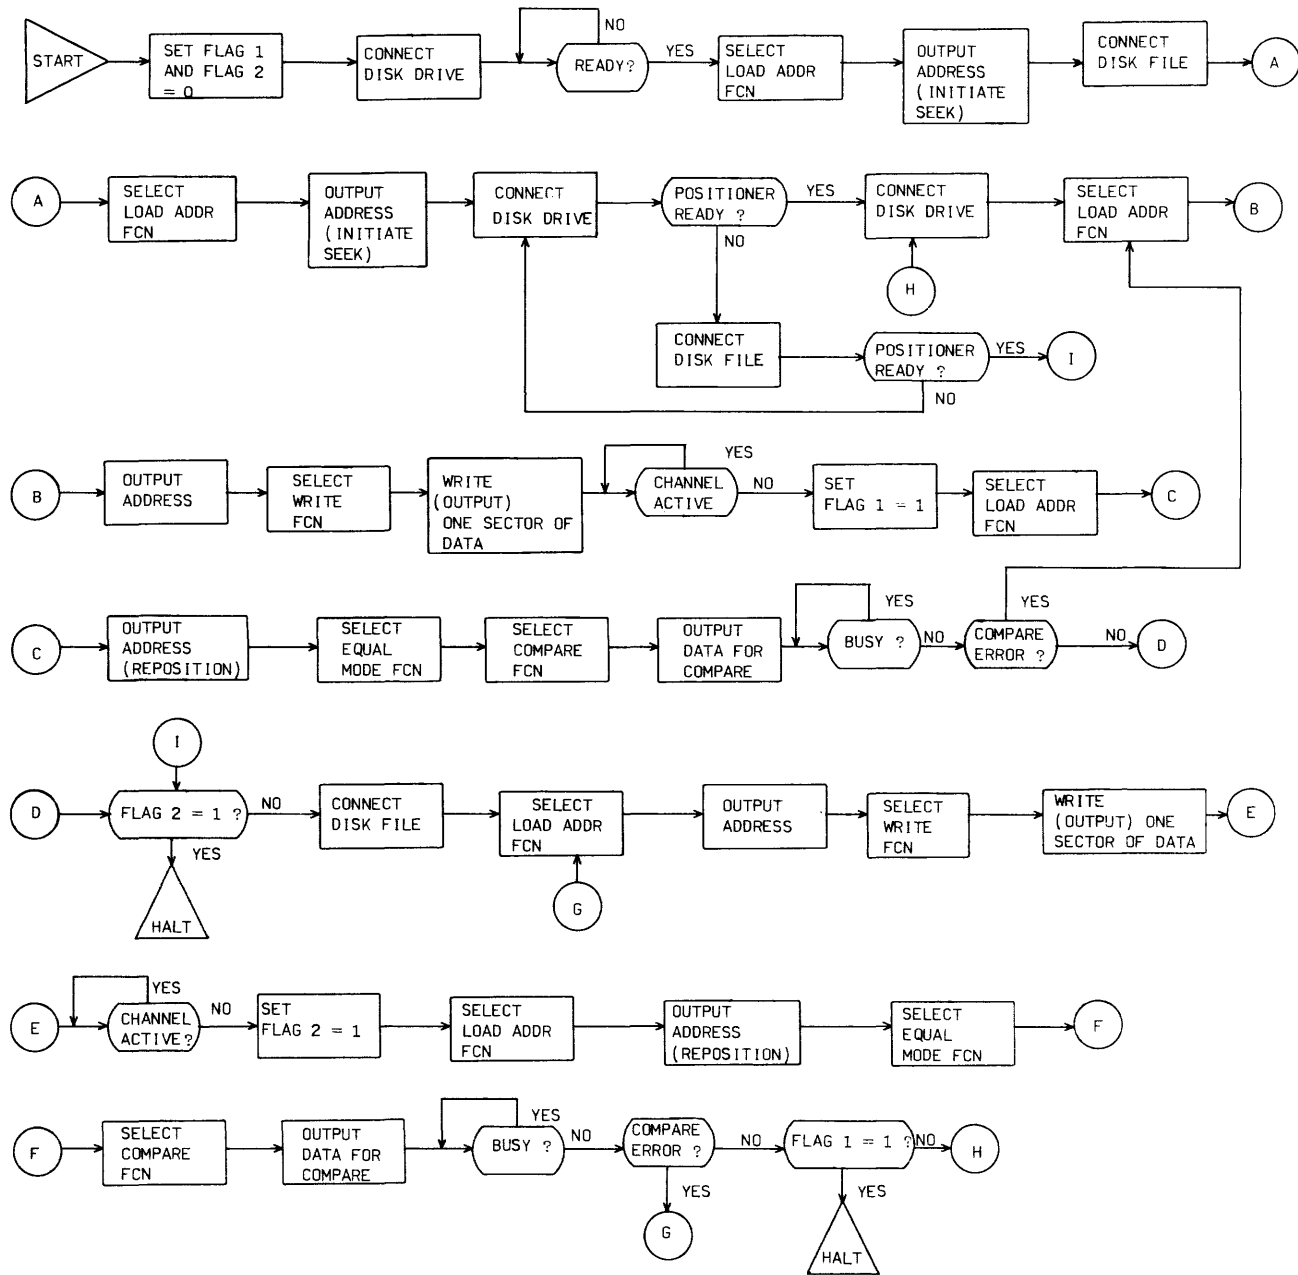 START
SET FLAG 1
AND FLAG 2
= 0
CONNECT
DISK DRIVE
NO
READY?
YES
SELECT
LOAD ADDR
FCN
OUTPUT
ADDRESS
(INITIATE
SEEK)
CONNECT
DISK FILE
A
A
SELECT
LOAD ADDR
FCN
OUTPUT
ADDRESS
(INITIATE
SEEK)
CONNECT
DISK DRIVE
POSITIONER
READY ?
YES
NO
CONNECT
DISK DRIVE
H
SELECT
LOAD ADDR
FCN
B
CONNECT
DISK FILE
POSITIONER
READY ?
YES
NO
I
B
OUTPUT
ADDRESS
SELECT
WRITE
FCN
WRITE
(OUTPUT)
ONE SECTOR OF
DATA
YES
CHANNEL
ACTIVE
NO
SET
FLAG 1 = 1
SELECT
LOAD ADDR
FCN
C
C
OUTPUT
ADDRESS
(REPOSITION)
SELECT
EQUAL
MODE FCN
SELECT
COMPARE
FCN
OUTPUT
DATA FOR
COMPARE
YES
BUSY ?
NO
YES
COMPARE
ERROR ?
NO
D
I
D
FLAG 2 = 1 ?
NO
YES
HALT
CONNECT
DISK FILE
SELECT
LOAD ADDR
FCN
G
OUTPUT
ADDRESS
SELECT
WRITE
FCN
WRITE
(OUTPUT) ONE
SECTOR OF DATA
E
E
YES
CHANNEL
ACTIVE?
NO
SET
FLAG 2 = 1
SELECT
LOAD ADDR
FCN
OUTPUT
ADDRESS
(REPOSITION)
SELECT
EQUAL
MODE FCN
F
F
SELECT
COMPARE
FCN
OUTPUT
DATA FOR
COMPARE
YES
BUSY ?
NO
COMPARE
ERROR ?
NO
YES
G
FLAG 1 = 1 ?
NO
YES
HALT
H